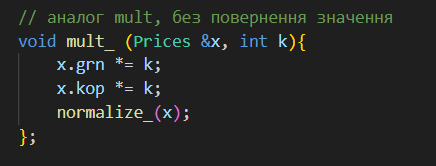 // аналог mult, без повернення значення
void mult_ (Prices &x, int k){
    x.grn *= k;
    x.kop *= k;
    normalize_(x);
};